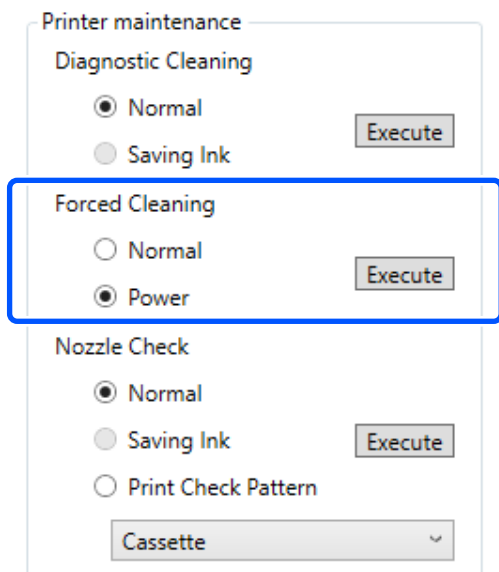 Printer maintenance
Diagnostic Cleaning
Normal
Saving Ink
Execute
Forced Cleaning
Normal
Power
Execute
Nozzle Check
Normal
Saving Ink
Execute
Print Check Pattern
Cassette